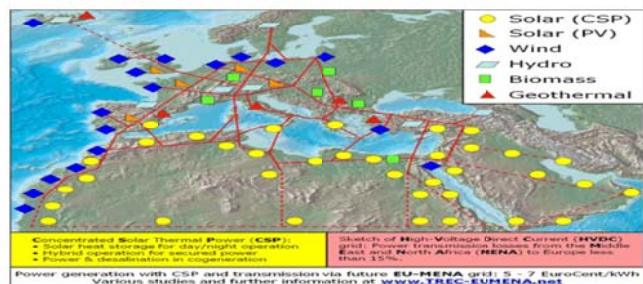 Solar (CSP)
Solar (PV)
Wind
Hydro
Biomass
Geothermal
Concentrated Solar Thermal Power (CSP):
• Solar heat storage for day/night operation
• Hybrid operation for secured power
• Power & desalination in cogeneration
Sketch of High-Voltage Direct Current (HVDC)
grid: Power transmission losses from the Middle
East and North Africa (MENA) to Europe less
than 15%.
Power generation with CSP and transmission via future EU-MENA grid: 5 - 7 EuroCent/kWh
Various studies and further information at www.TREC-EUMENA.net